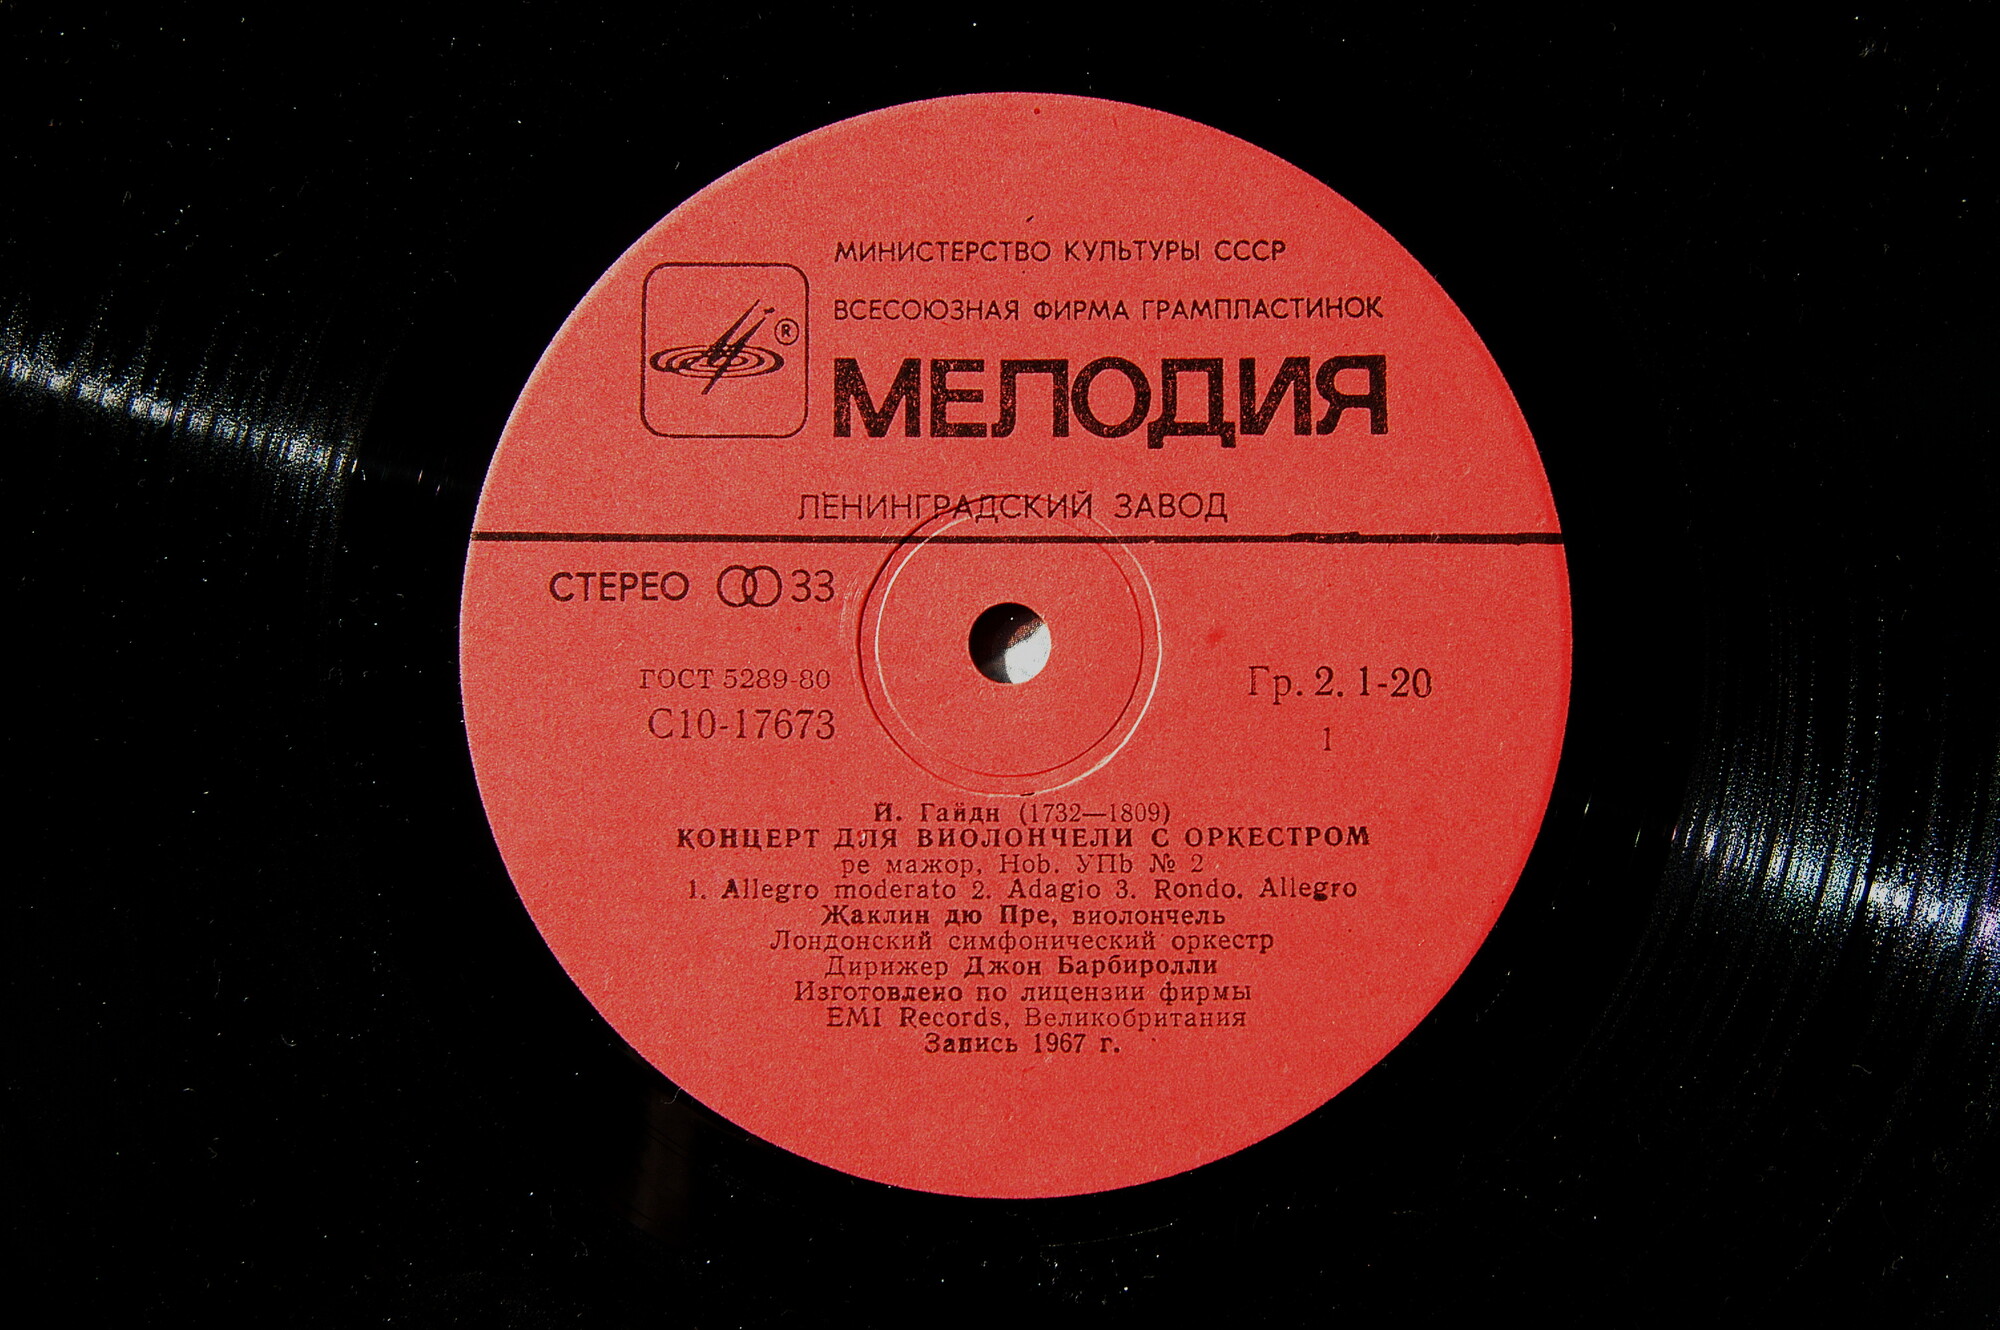 МИНИСТЕРСТВО КУЛЬТУРЫ СССР
ВСЕСОЮЗНАЯ ФИРМА ГРАМПЛАСТИНОК
®
МЕЛОДИЯ
ЛЕНИНГРАДСКИЙ ЗАВОД
СТЕРЕО 33
ГОСТ 5289-80
С10-17673
Гр. 2. 1-20
1
Й. Гайдн (1732—1809)
КОНЦЕРТ ДЛЯ ВИОЛОНЧЕЛИ С ОРКЕСТРОМ
ре мажор, Hob. УПb № 2
1. Allegro moderato 2. Adagio 3. Rondo. Allegro
Жаклин дю Пре, виолончель
Лондонский симфонический оркестр
Дирижер Джон Барбиролли
Изготовлено по лицензии фирмы
EMI Records, Великобритания
Запись 1967 г.